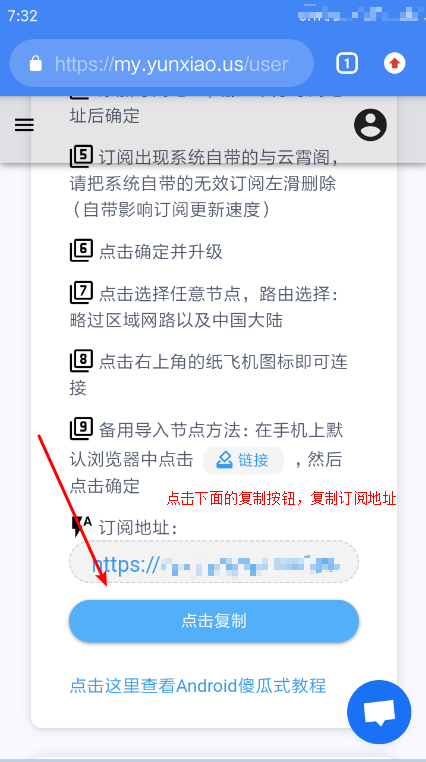 7:32
https://my.yunxiao.us/user
1
址后确定
5 订阅出现系统自带的与云霄阁，
请把系统自带的无效订阅左滑删除
（自带影响订阅更新速度）
6 点击确定并升级
7 点击选择任意节点，路由选择：
略过区域网路以及中国大陆
8 点击右上角的纸飞机图标即可连
接
9 备用导入节点方法: 在手机上默
认浏览器中点击 链接 ，然后
点击确定
点击下面的复制按钮，复制订阅地址
订阅地址：
https://
点击复制
点击这里查看Android傻瓜式教程